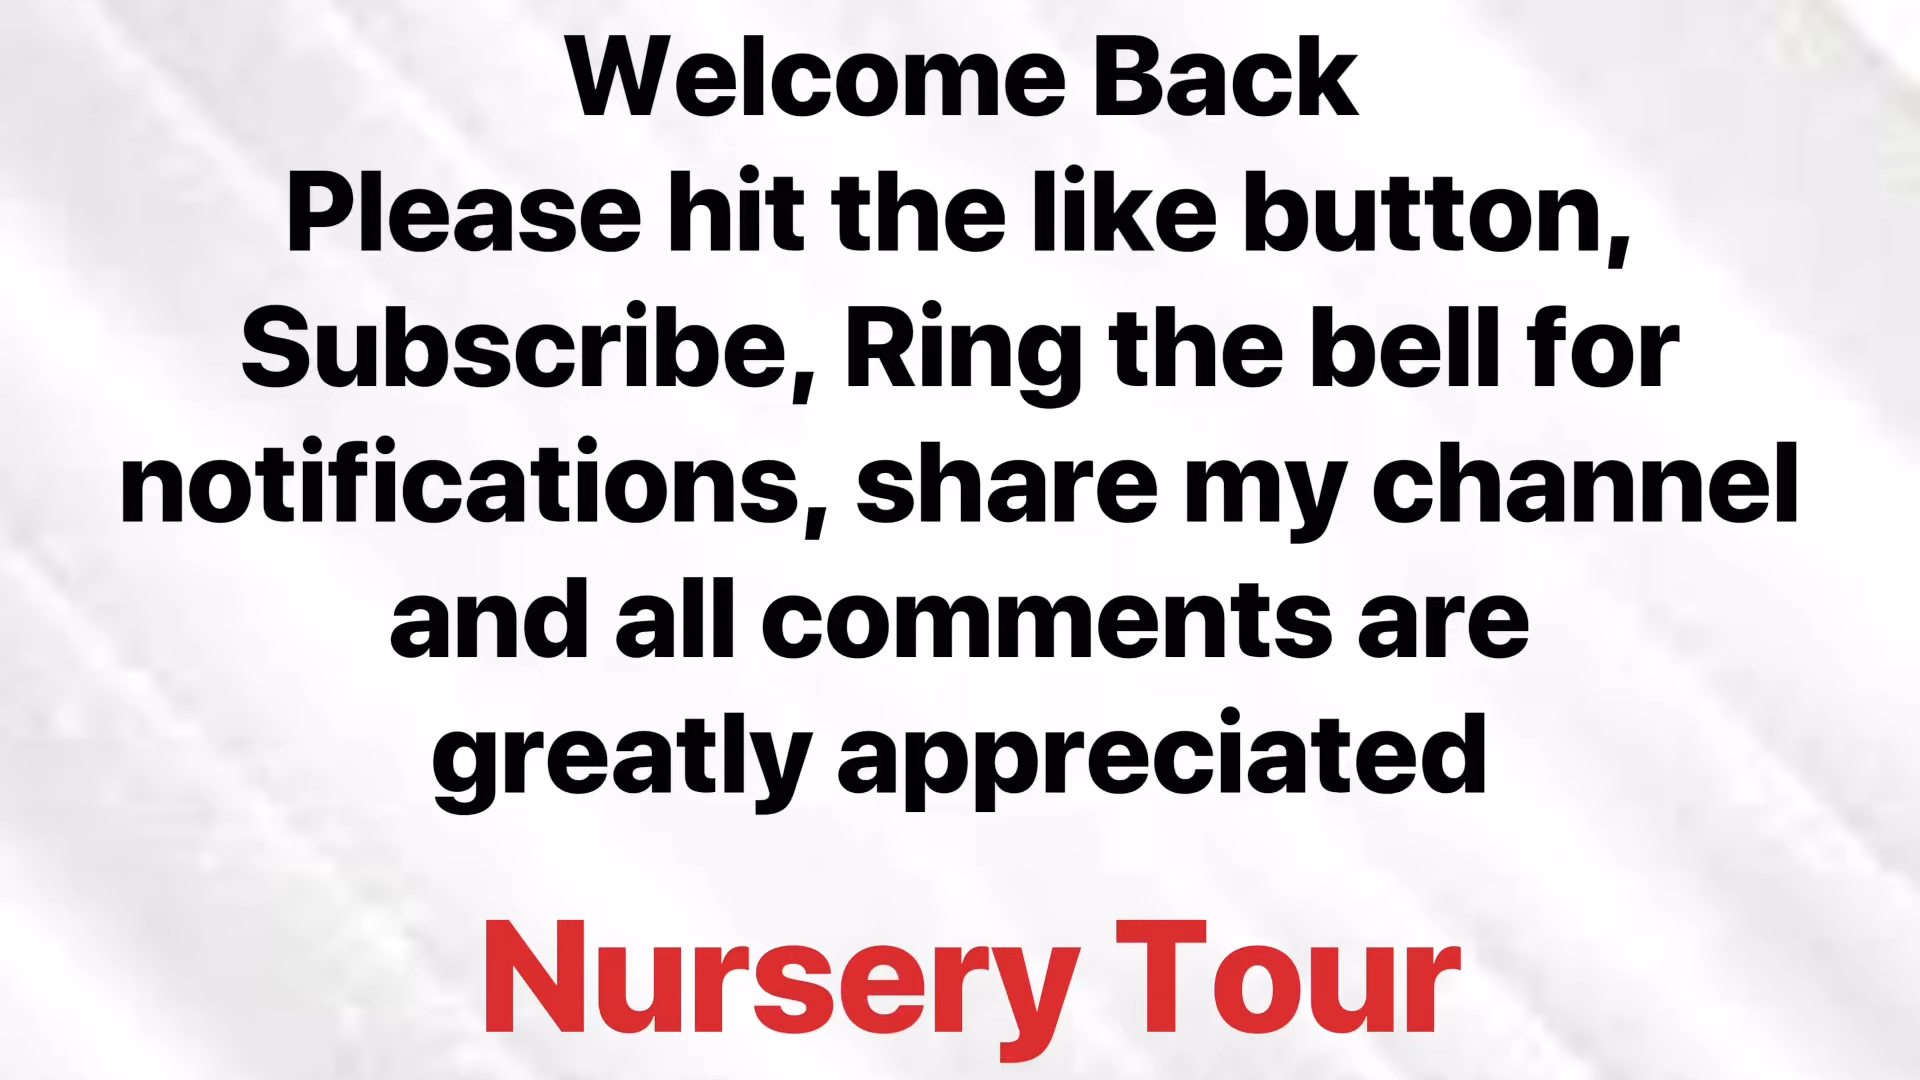 Welcome Back
Please hit the like button,
Subscribe, Ring the bell for
notifications, share my channel
and all comments are
greatly appreciated
Nursery Tour